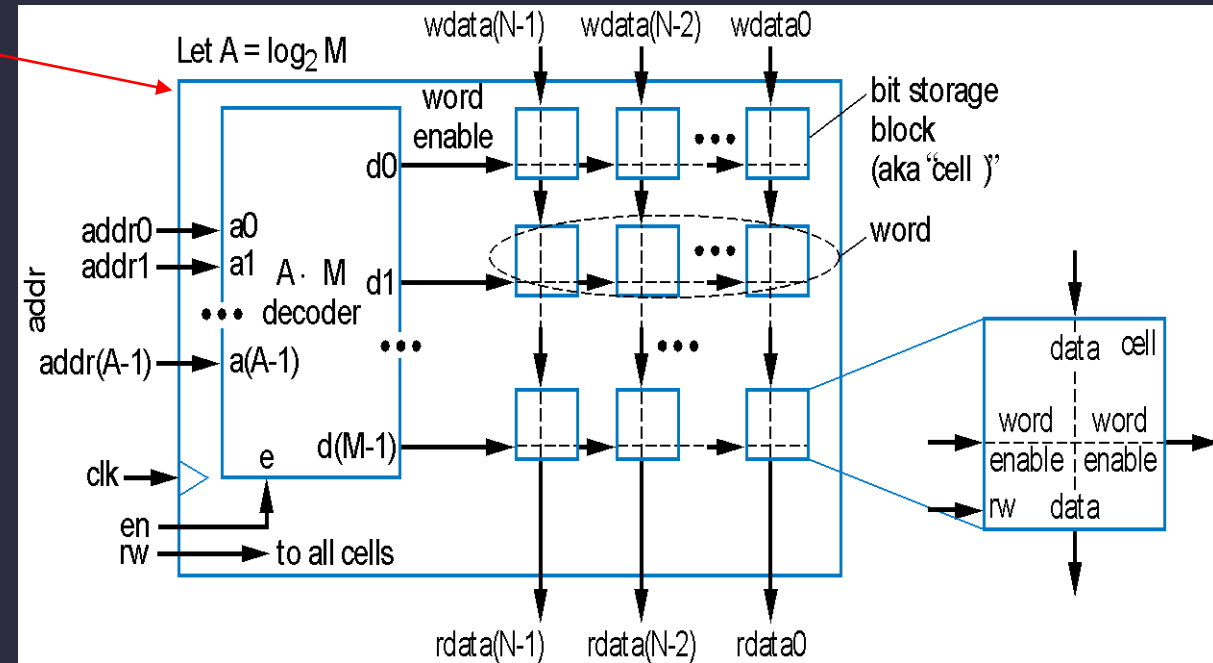 wdata(N-1) wdata(N-2) wdata0
Let A = log₂ M
word
enable
bit storage
block
(aka “cell )”
d0
addr0 a0
word
addr1 a1
A · M
decoder
d1
addr
addr(A-1) a(A-1)
data cell
d(M-1)
word word
enable enable
e
clk
rw data
en
rw to all cells
rdata(N-1) rdata(N-2) rdata0